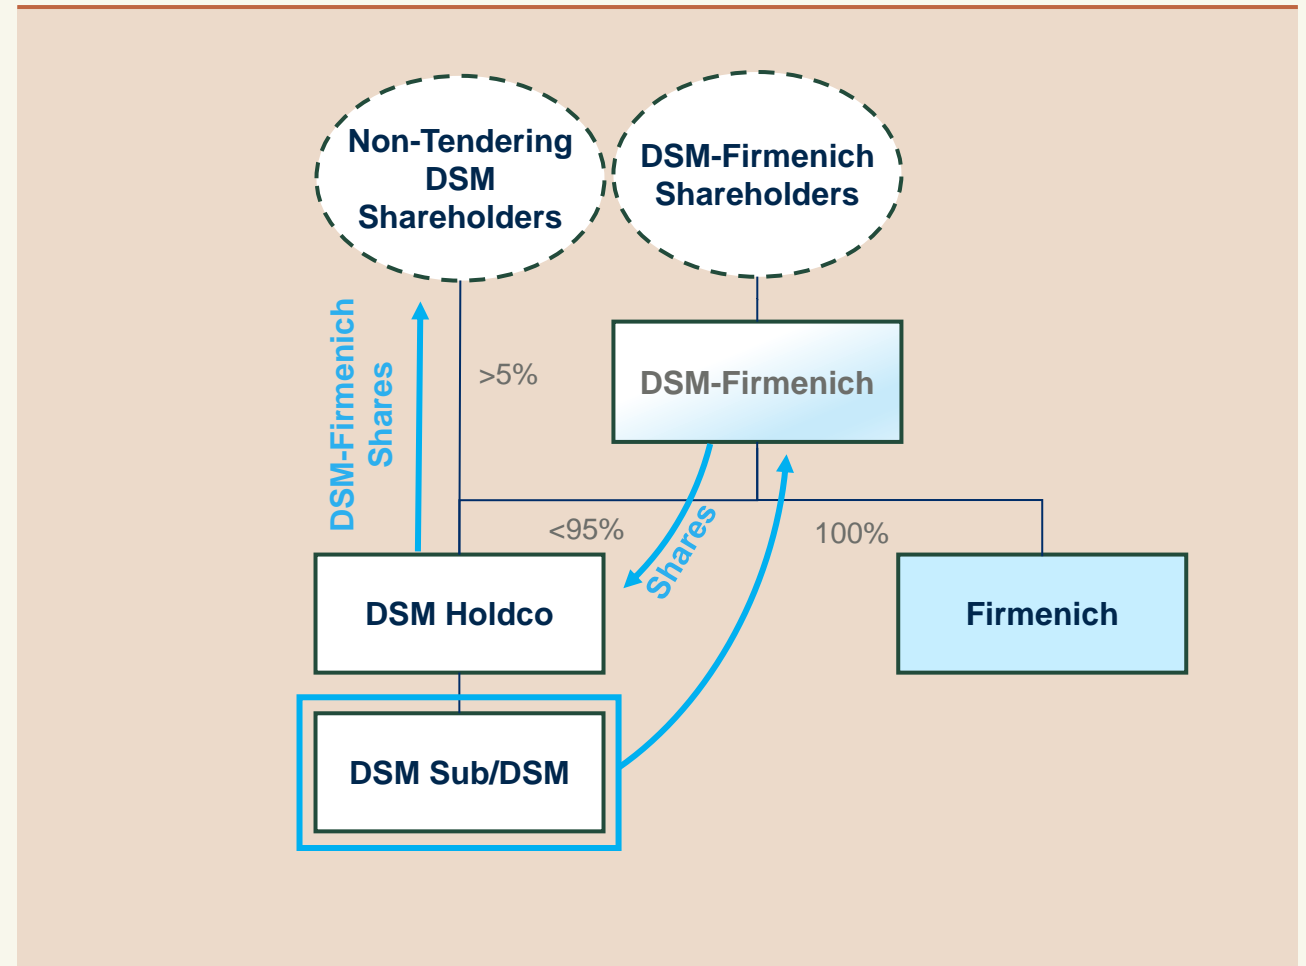 Non-Tendering
DSM
Shareholders
DSM-Firmenich
Shareholders
DSM-Firmenich
Shares
>5%
DSM-Firmenich
<95%
Shares
100%
DSM Holdco
Firmenich
DSM Sub/DSM